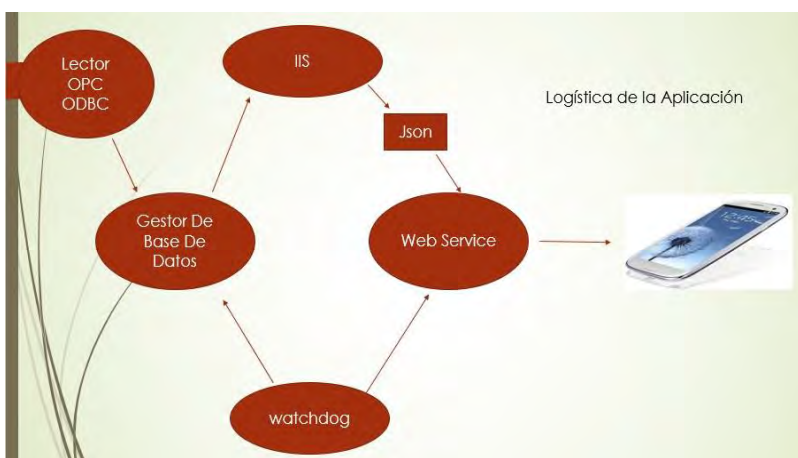 Lector
OPC
ODBC
IIS
Logística de la Aplicación
Json
Gestor De
Base De
Datos
Web Service
watchdog